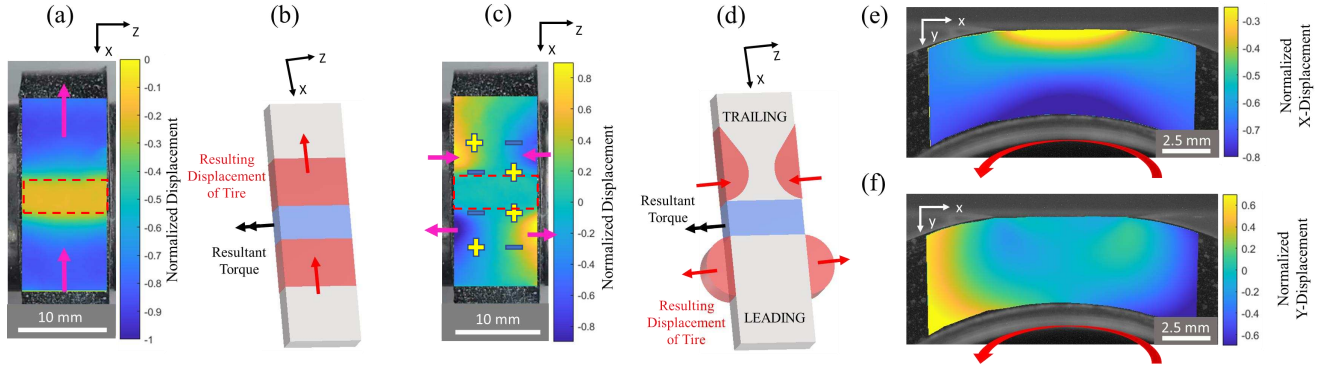 (a)
Z
X
0
-0.1
-0.2
-0.3
-0.4
-0.5
-0.6
-0.7
-0.8
-0.9
-1
Normalized Displacement
10 mm
(b)
Z
X
Resulting
Displacement
of Tire
Resultant
Torque
(c)
Z
X
+
−
−
+
−
+
+
−
0.8
0.6
0.4
0.2
0
-0.2
-0.4
-0.6
-0.8
Normalized Displacement
10 mm
(d)
Z
X
TRAILING
Resultant
Torque
Resulting
Displacement
of Tire
LEADING
(e)
x
y
2.5 mm
-0.3
-0.4
-0.5
-0.6
-0.7
-0.8
Normalized
X-Displacement
(f)
x
y
2.5 mm
0.6
0.4
0.2
0
-0.2
-0.4
-0.6
Normalized
Y-Displacement